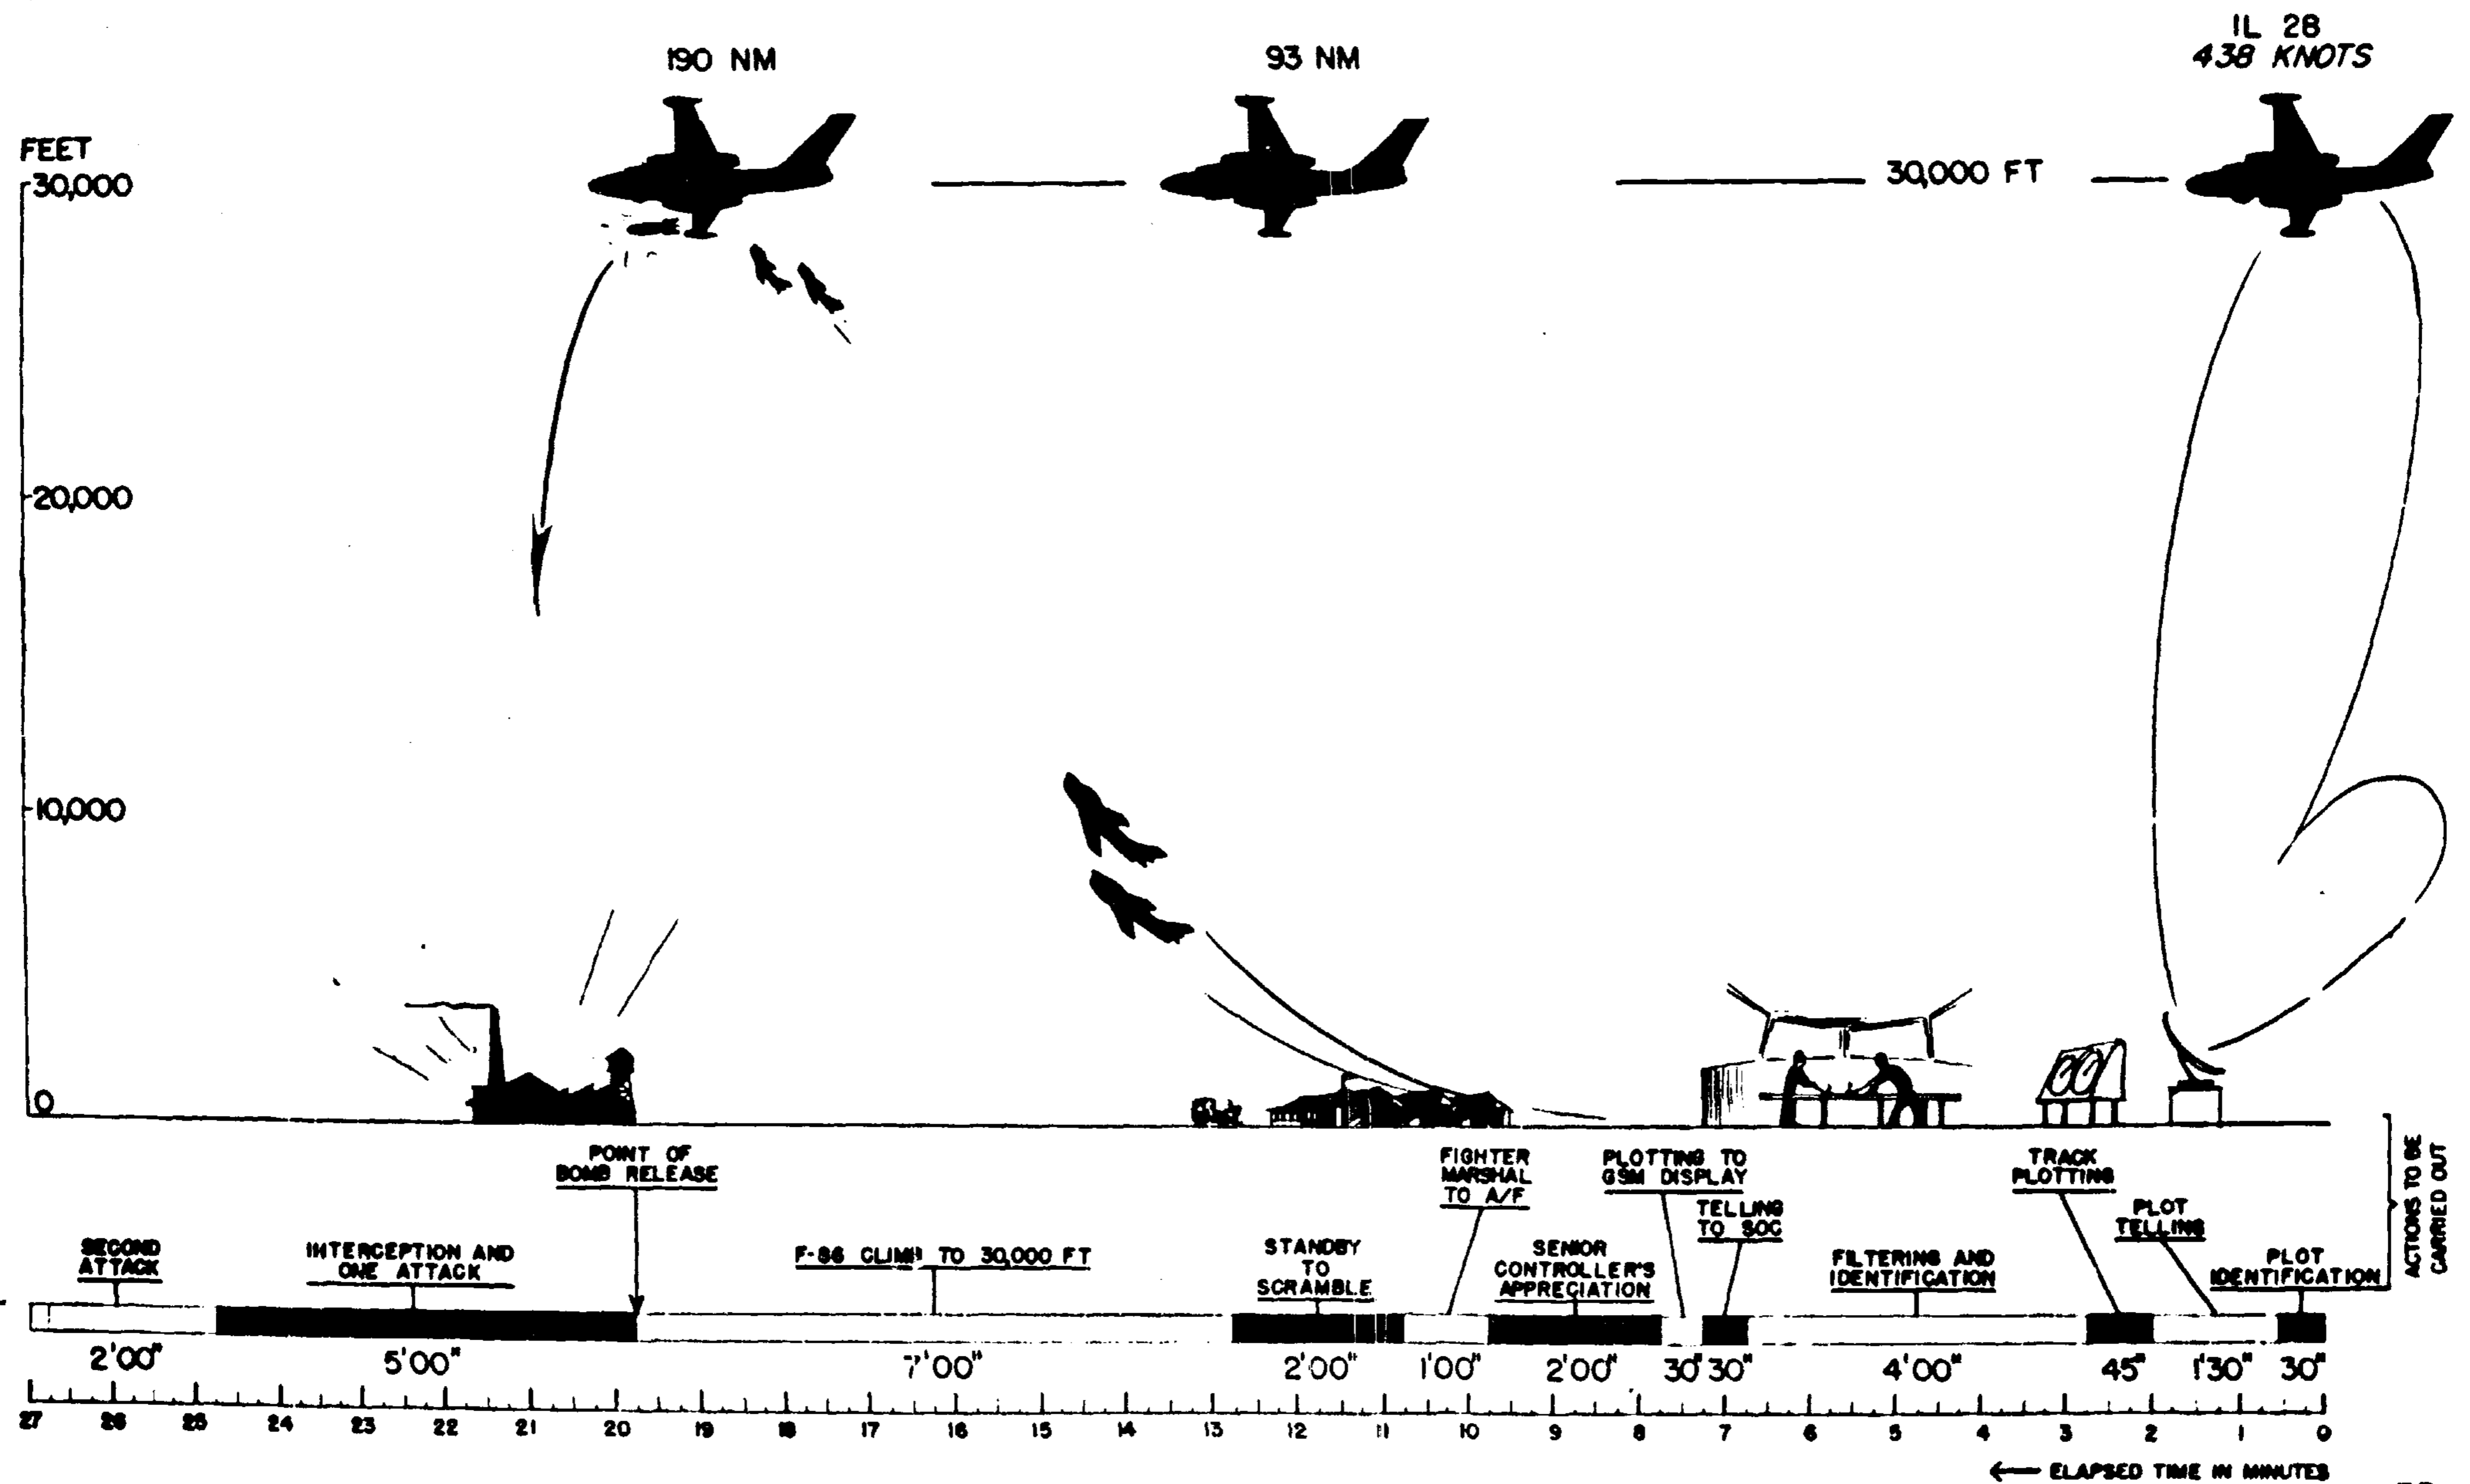 190 NM
93 NM
IL 28
438 KNOTS
FEET
30,000
30,000 FT
20,000
10,000
0
POINT OF
BOMB RELEASE
FIGHTER
MARSHAL
TO A/F
PLOTTING TO
GSM DISPLAY
TELLING
TO SOC
TRACK
PLOTTING
PLOT
TELLING
ACTIONS TO BE
CARRIED OUT
SECOND
ATTACK
INTERCEPTION AND
ONE ATTACK
F-86 CLIMB TO 30,000 FT
STANDBY
TO
SCRAMBLE
SENIOR
CONTROLLER'S
APPRECIATION
FILTERING AND
IDENTIFICATION
PLOT
IDENTIFICATION
2'00" 5'00" 7'00" 2'00" 1'00" 2'00" 30" 30" 4'00" 45" 1'30" 30"
27 26 25 24 23 22 21 20 19 18 17 16 15 14 13 12 11 10 9 8 7 6 5 4 3 2 1 0
← ELAPSED TIME IN MINUTES